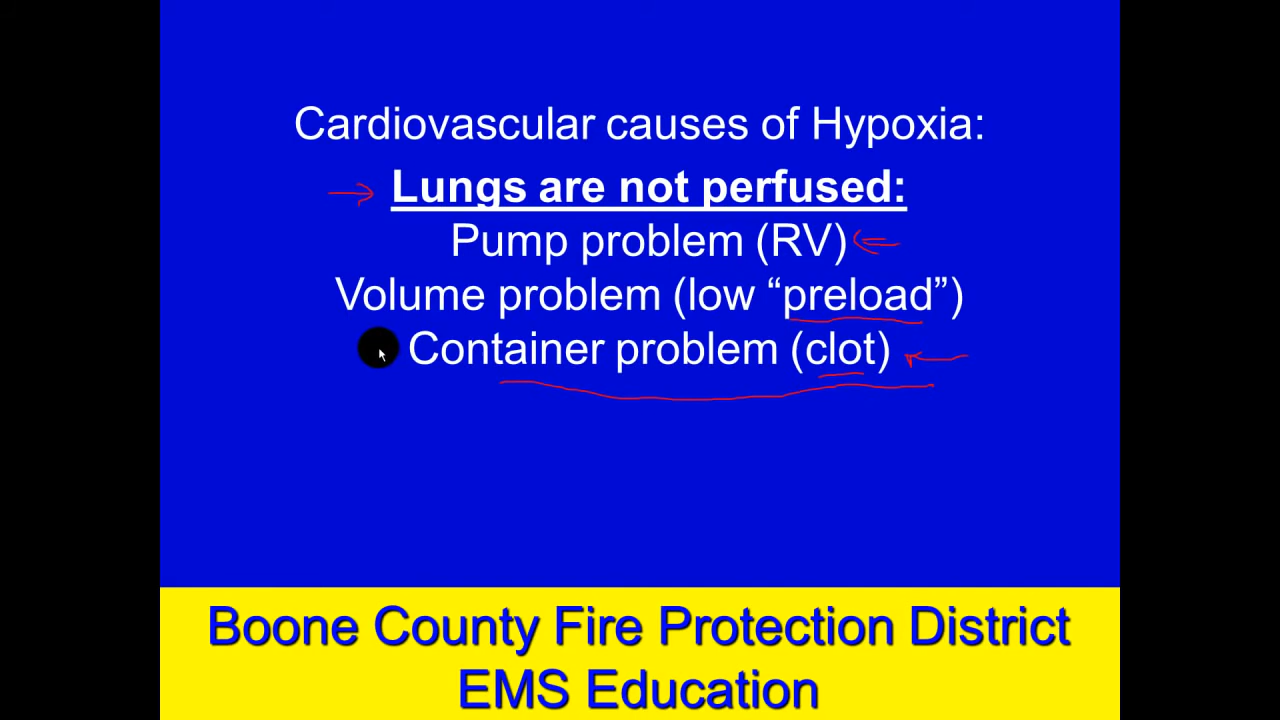 Cardiovascular causes of Hypoxia:
Lungs are not perfused:
Pump problem (RV)
Volume problem (low “preload”)
Container problem (clot)
Boone County Fire Protection District
EMS Education